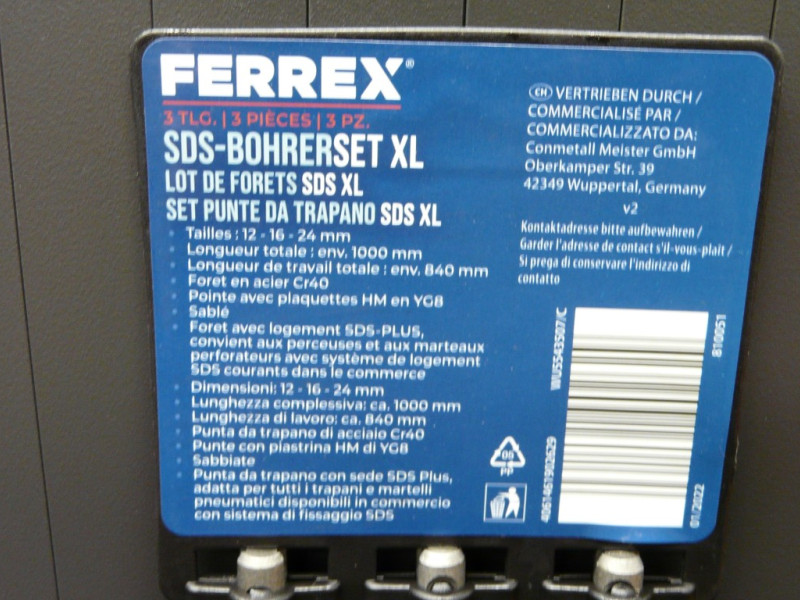 FERREX®
3 TLG. | 3 PIÈCES | 3 PZ.
SDS-BOHRERSET XL
LOT DE FORETS SDS XL
SET PUNTE DA TRAPANO SDS XL
Tailles : 12 - 16 - 24 mm
Longueur totale : env. 1000 mm
Longueur de travail totale : env. 840 mm
Foret en acier Cr40
Pointe avec plaquettes HM en YG8
Sablé
Foret avec logement SDS-PLUS,
convient aux perceuses et aux marteaux
perforateurs avec système de logement
SDS courants dans le commerce
Dimensioni: 12 - 16 - 24 mm
Lunghezza complessiva: ca. 1000 mm
Lunghezza di lavoro: ca. 840 mm
Punta da trapano di acciaio Cr40
Punte con piastrina HM di YG8
Sabbiate
Punta da trapano con sede SDS Plus,
adatta per tutti i trapani e martelli
pneumatici disponibili in commercio
con sistema di fissaggio SDS
CH VERTRIEBEN DURCH /
COMMERCIALISÉ PAR /
COMMERCIALIZZATO DA:
Conmetall Meister GmbH
Oberkamper Str. 39
42349 Wuppertal, Germany
v2
Kontaktadresse bitte aufbewahren /
Garder l'adresse de contact s'il-vous-plait /
Si prega di conservare l'indirizzo di
contatto
WU5543507/C
810051
4061461902629
01/2022
05
PP